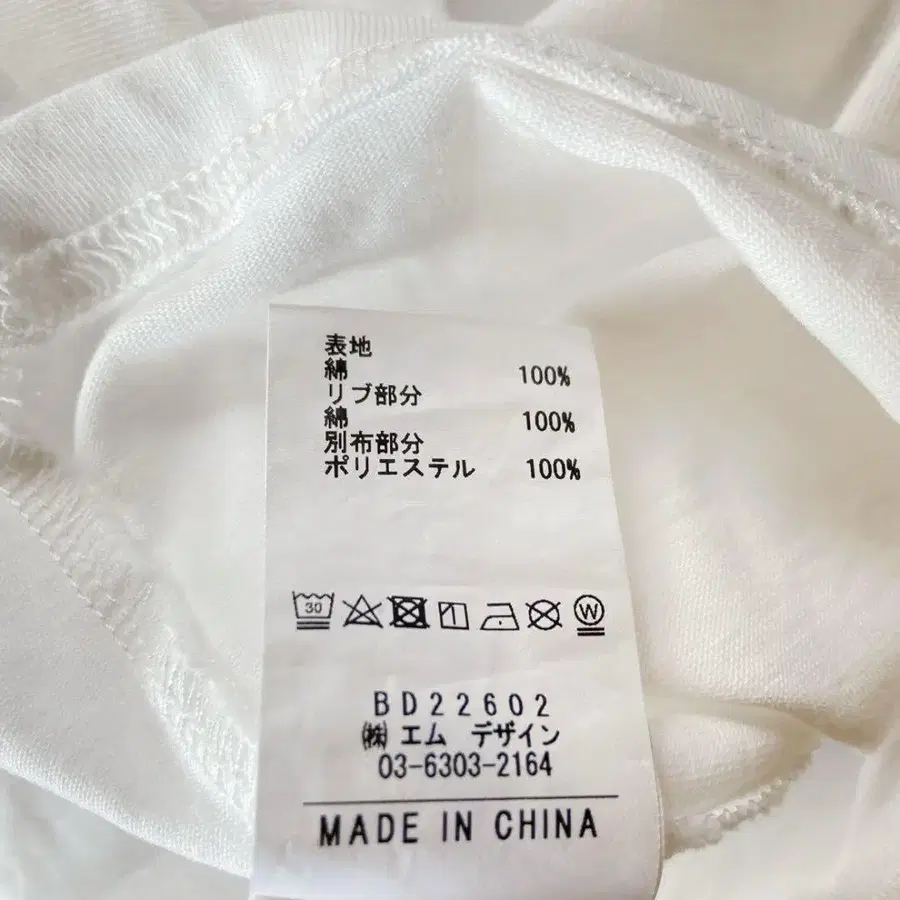 表地
綿 100%
リブ部分
綿 100%
別布部分
ポリエステル 100%
30 W
BD22602
㈱エム デザイン
03-6303-2164
MADE IN CHINA